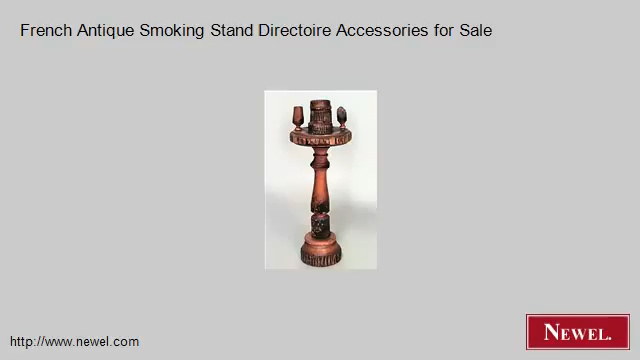 French Antique Smoking Stand Directoire Accessories for Sale
http://www.newel.com
NEWEL.